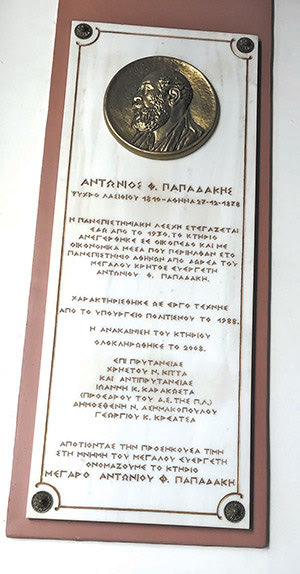 ΑΝΤΩΝΙΟΣ Φ. ΠΑΠΑΔΑΚΗΣ
ΨΥΧΡΟ ΛΑΣΙΘΙΟΥ 1810-ΑΘΗΝΑ 27-12-1878
Η ΠΑΝΕΠΙΣΤΗΜΙΑΚΗ ΛΕΣΧΗ ΣΤΕΓΑΖΕΤΑΙ
ΕΔΩ ΑΠΟ ΤΟ 1930. ΤΟ ΚΤΗΡΙΟ
ΑΝΕΓΕΡΘΗΚΕ ΣΕ ΟΙΚΟΠΕΔΑ ΚΑΙ ΜΕ
ΟΙΚΟΝΟΜΙΚΑ ΜΕΣΑ ΠΟΥ ΠΕΡΙΗΛΘΑΝ ΣΤΟ
ΠΑΝΕΠΙΣΤΗΜΙΟ ΑΘΗΝΩΝ ΑΠΟ ΔΩΡΕΑ ΤΟΥ
ΜΕΓΑΛΟΥ ΚΡΗΤΟΣ ΕΥΕΡΓΕΤΗ
ΑΝΤΩΝΙΟΥ Φ. ΠΑΠΑΔΑΚΗ.
ΧΑΡΑΚΤΗΡΙΣΘΗΚΕ ΩΣ ΕΡΓΟ ΤΕΧΝΗΣ
ΑΠΟ ΤΟ ΥΠΟΥΡΓΕΙΟ ΠΟΛΙΤΙΣΜΟΥ ΤΟ 1988.
Η ΑΝΑΚΑΙΝΙΣΗ ΤΟΥ ΚΤΗΡΙΟΥ
ΟΛΟΚΛΗΡΩΘΗΚΕ ΤΟ 2008.
ΕΠΙ ΠΡΥΤΑΝΕΙΑΣ
ΧΡΗΣΤΟΥ Ν. ΚΙΤΤΑ
ΚΑΙ ΑΝΤΙΠΡΥΤΑΝΕΙΑΣ
ΙΩΑΝΝΗ Κ. ΚΑΡΑΚΩΣΤΑ
(ΠΡΟΕΔΡΟΥ ΤΟΥ Δ.Σ. ΤΗΣ Π.Λ.)
ΔΗΜΟΣΘΕΝΗ Ν. ΑΣΗΜΑΚΟΠΟΥΛΟΥ
ΓΕΩΡΓΙΟΥ Κ. ΚΡΕΑΤΣΑ
ΑΠΟΤΙΟΝΤΑΣ ΤΗΝ ΠΡΟΣΗΚΟΥΣΑ ΤΙΜΗ
ΣΤΗ ΜΝΗΜΗ ΤΟΥ ΜΕΓΑΛΟΥ ΕΥΕΡΓΕΤΗ
ΟΝΟΜΑΖΟΥΜΕ ΤΟ ΚΤΗΡΙΟ
ΜΕΓΑΡΟ ΑΝΤΩΝΙΟΥ Φ. ΠΑΠΑΔΑΚΗ